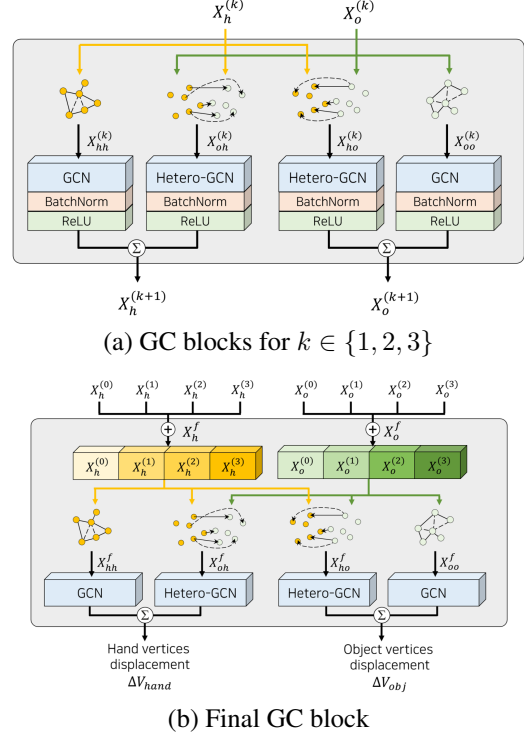 X_h^{(k)} X_o^{(k)}
X_{hh}^{(k)} X_{oh}^{(k)} X_{ho}^{(k)} X_{oo}^{(k)}
GCN Hetero-GCN Hetero-GCN GCN
BatchNorm BatchNorm BatchNorm BatchNorm
ReLU ReLU ReLU ReLU
Σ Σ
X_h^{(k+1)} X_o^{(k+1)}
(a) GC blocks for k ∈ {1, 2, 3}
X_h^{(0)} X_h^{(1)} X_h^{(2)} X_h^{(3)} X_o^{(0)} X_o^{(1)} X_o^{(2)} X_o^{(3)}
+ X_h^f + X_o^f
X_h^{(0)} X_h^{(1)} X_h^{(2)} X_h^{(3)} X_o^{(0)} X_o^{(1)} X_o^{(2)} X_o^{(3)}
X_{hh}^f X_{oh}^f X_{ho}^f X_{oo}^f
GCN Hetero-GCN Hetero-GCN GCN
Σ Σ
Hand vertices Object vertices
displacement displacement
ΔV_{hand} ΔV_{obj}
(b) Final GC block